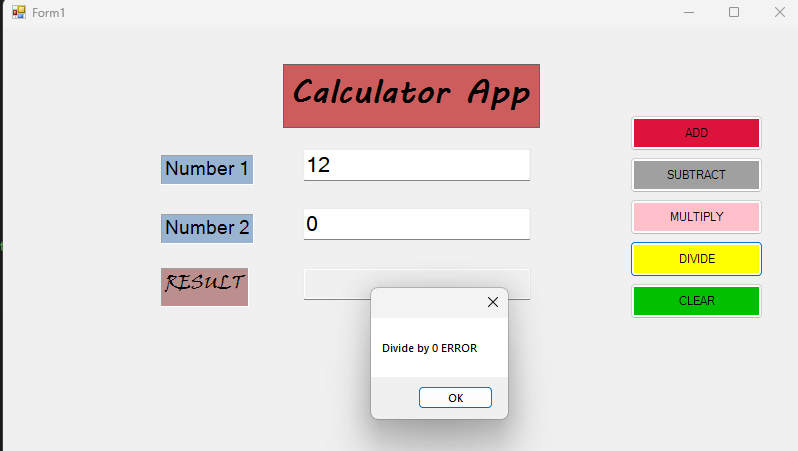 Form1
Calculator App
Number 1
12
Number 2
0
RESULT
ADD
SUBTRACT
MULTIPLY
DIVIDE
CLEAR
Divide by 0 ERROR
OK